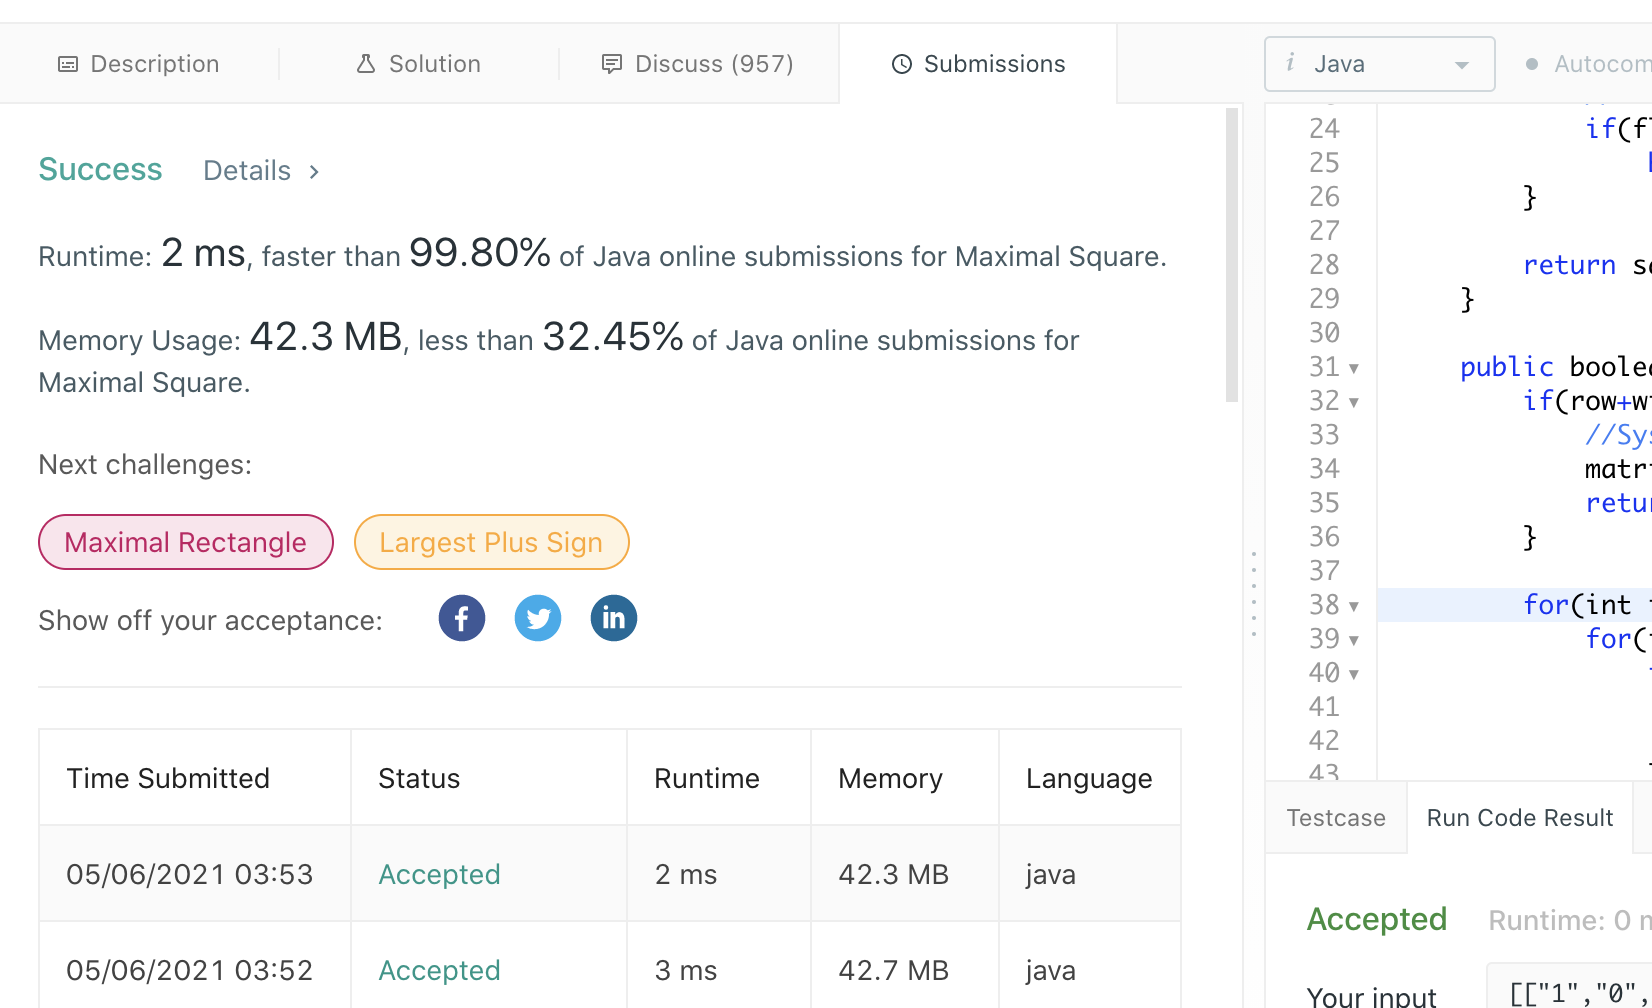 Description
Solution
Discuss (957)
Submissions
i Java
Autocom
Success Details >
Runtime: 2 ms, faster than 99.80% of Java online submissions for Maximal Square.
Memory Usage: 42.3 MB, less than 32.45% of Java online submissions for
Maximal Square.
Next challenges:
Maximal Rectangle
Largest Plus Sign
Show off your acceptance:
f
in
Time Submitted Status Runtime Memory Language
05/06/2021 03:53 Accepted 2 ms 42.3 MB java
05/06/2021 03:52 Accepted 3 ms 42.7 MB java
24 if(f
25
26 }
27
28 return s
29 }
30
31 public boole
32 if(row+w
33 //Sys
34 matr
35 retu
36 }
37
38 for(int
39 for(
40
41
42
43
Testcase
Run Code Result
Accepted Runtime: 0 m
Your input [["1","0",